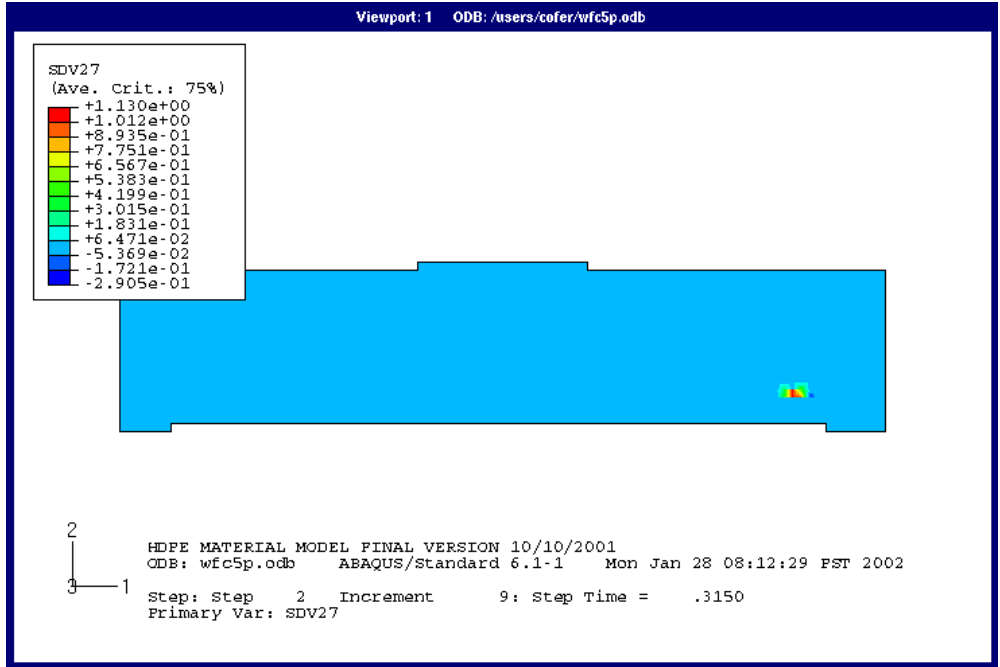 Viewport: 1 ODB: /users/cofer/wfc5p.odb
SDV27
(Ave. Crit.: 75%)
+1.130e+00
+1.012e+00
+8.935e-01
+7.751e-01
+6.567e-01
+5.383e-01
+4.199e-01
+3.015e-01
+1.831e-01
+6.471e-02
-5.369e-02
-1.721e-01
-2.905e-01
2
3
1
HDPE MATERIAL MODEL FINAL VERSION 10/10/2001
ODB: wfc5p.odb ABAQUS/Standard 6.1-1 Mon Jan 28 08:12:29 PST 2002
Step: Step 2 Increment 9: Step Time = .3150
Primary Var: SDV27